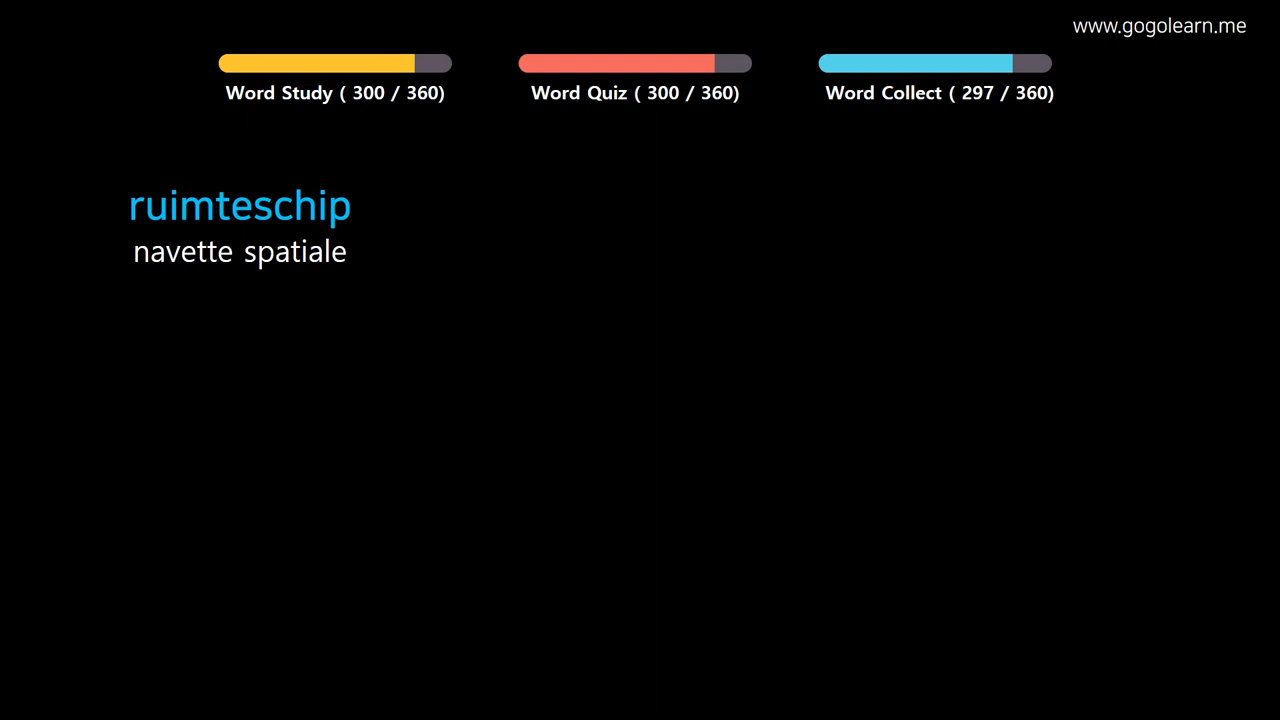 www.gogolearn.me
Word Study ( 300 / 360)
Word Quiz ( 300 / 360)
Word Collect ( 297 / 360)
ruimteschip
navette spatiale